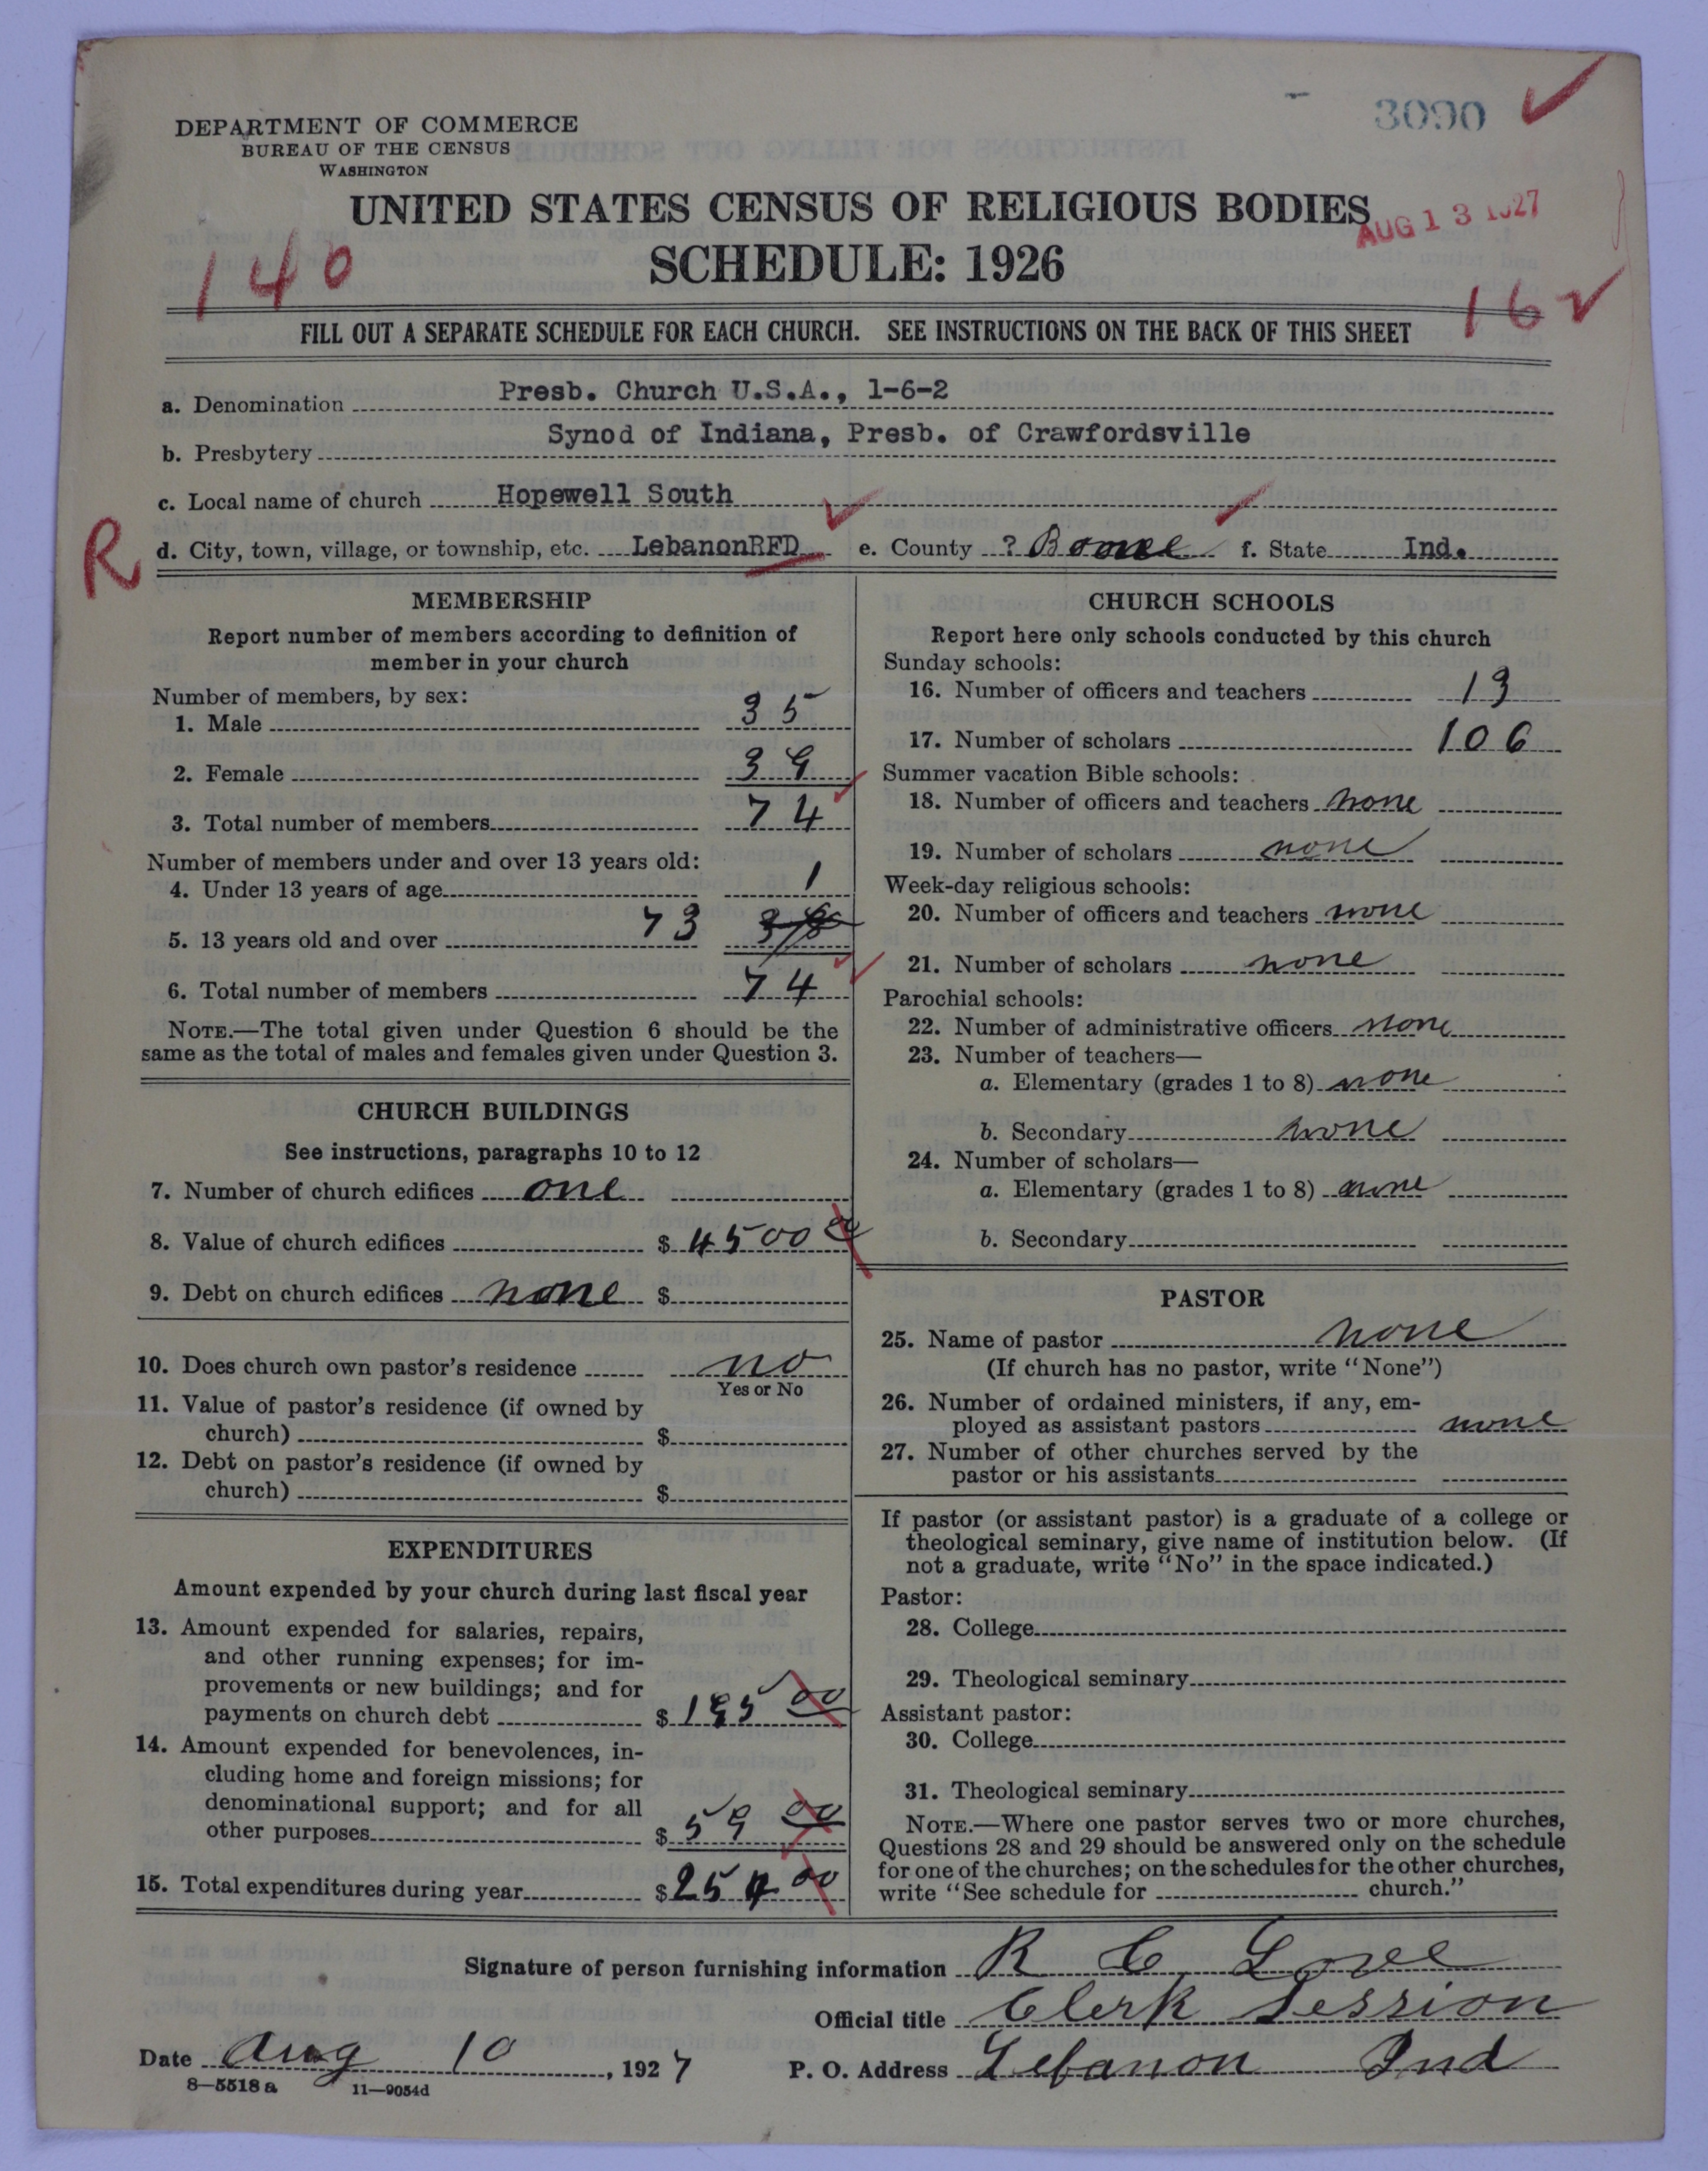 DEPARTMENT OF COMMERCE
BUREAU OF THE CENSUS
WASHINGTON
3090
UNITED STATES CENSUS OF RELIGIOUS BODIES
AUG 13 1927
SCHEDULE: 1926
140
16
FILL OUT A SEPARATE SCHEDULE FOR EACH CHURCH. SEE INSTRUCTIONS ON THE BACK OF THIS SHEET
a. Denomination Presb. Church U.S.A., 1-6-2
b. Presbytery Synod of Indiana, Presb. of Crawfordsville
c. Local name of church Hopewell South
R
d. City, town, village, or township, etc. LebanonRFD e. County ? Boone f. State Ind.
MEMBERSHIP
Report number of members according to definition of
member in your church
Number of members, by sex:
1. Male 35
2. Female 39
3. Total number of members 74
Number of members under and over 13 years old:
4. Under 13 years of age 1
5. 13 years old and over 73
6. Total number of members 74
NOTE.—The total given under Question 6 should be the
same as the total of males and females given under Question 3.
CHURCH BUILDINGS
See instructions, paragraphs 10 to 12
7. Number of church edifices one
8. Value of church edifices $ 4500 00
9. Debt on church edifices none $
10. Does church own pastor's residence no
Yes or No
11. Value of pastor's residence (if owned by
church) $
12. Debt on pastor's residence (if owned by
church) $
EXPENDITURES
Amount expended by your church during last fiscal year
13. Amount expended for salaries, repairs,
and other running expenses; for im-
provements or new buildings; and for
payments on church debt $ 195 00
14. Amount expended for benevolences, in-
cluding home and foreign missions; for
denominational support; and for all
other purposes $ 59 00
15. Total expenditures during year $ 254 00
CHURCH SCHOOLS
Report here only schools conducted by this church
Sunday schools:
16. Number of officers and teachers 13
17. Number of scholars 106
Summer vacation Bible schools:
18. Number of officers and teachers none
19. Number of scholars none
Week-day religious schools:
20. Number of officers and teachers none
21. Number of scholars none
Parochial schools:
22. Number of administrative officers none
23. Number of teachers—
a. Elementary (grades 1 to 8) none
b. Secondary none
24. Number of scholars—
a. Elementary (grades 1 to 8) none
b. Secondary
PASTOR
25. Name of pastor none
(If church has no pastor, write "None")
26. Number of ordained ministers, if any, em-
ployed as assistant pastors none
27. Number of other churches served by the
pastor or his assistants
If pastor (or assistant pastor) is a graduate of a college or
theological seminary, give name of institution below. (If
not a graduate, write "No" in the space indicated.)
Pastor:
28. College
29. Theological seminary
Assistant pastor:
30. College
31. Theological seminary
NOTE.—Where one pastor serves two or more churches,
Questions 28 and 29 should be answered only on the schedule
for one of the churches; on the schedules for the other churches,
write "See schedule for church."
Signature of person furnishing information R C Love
Official title Clerk Session
Date Aug 10, 1927 P. O. Address Lebanon Ind
8—5518 a 11—9054d